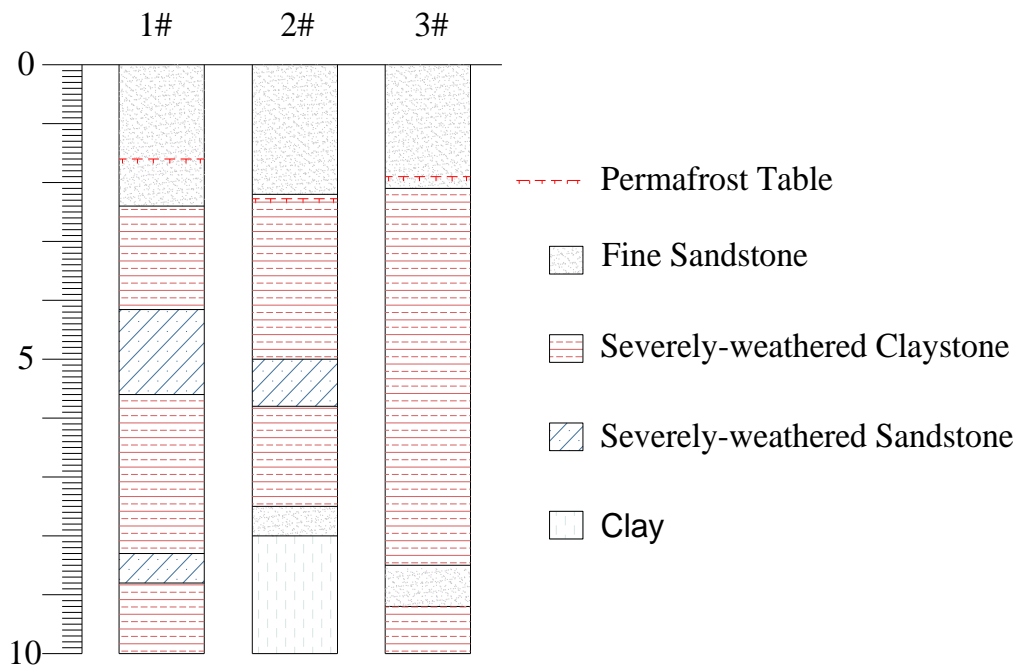 1# 2# 3#
0
5
10
Permafrost Table
Fine Sandstone
Severely-weathered Claystone
Severely-weathered Sandstone
Clay